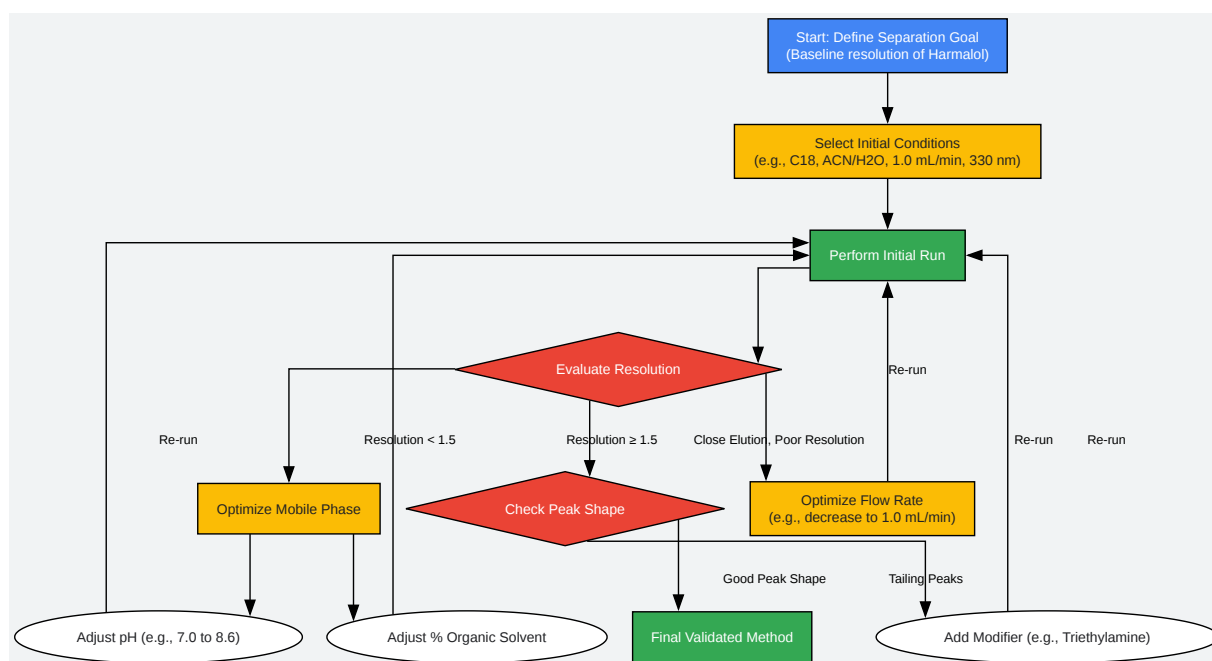 Start: Define Separation Goal
(Baseline resolution of Harmalol)
Select Initial Conditions
(e.g., C18, ACN/H2O, 1.0 mL/min, 330 nm)
Perform Initial Run
Evaluate Resolution
Re-run
Re-run
Resolution < 1.5
Resolution ≥ 1.5
Close Elution, Poor Resolution
Re-run
Re-run
Optimize Mobile Phase
Check Peak Shape
Optimize Flow Rate
(e.g., decrease to 1.0 mL/min)
Good Peak Shape
Tailing Peaks
Adjust pH (e.g., 7.0 to 8.6)
Adjust % Organic Solvent
Final Validated Method
Add Modifier (e.g., Triethylamine)